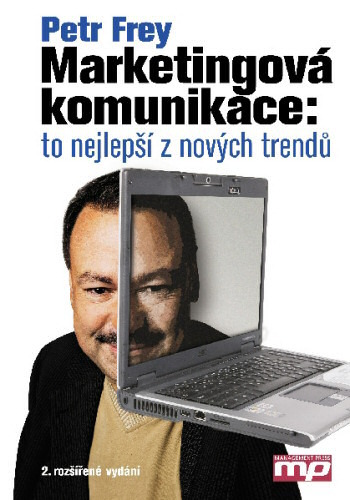 Petr Frey
Marketingová
komunikace:
to nejlepší z nových trendů
2. rozšířené vydání
MANAGEMENT PRESS
mp